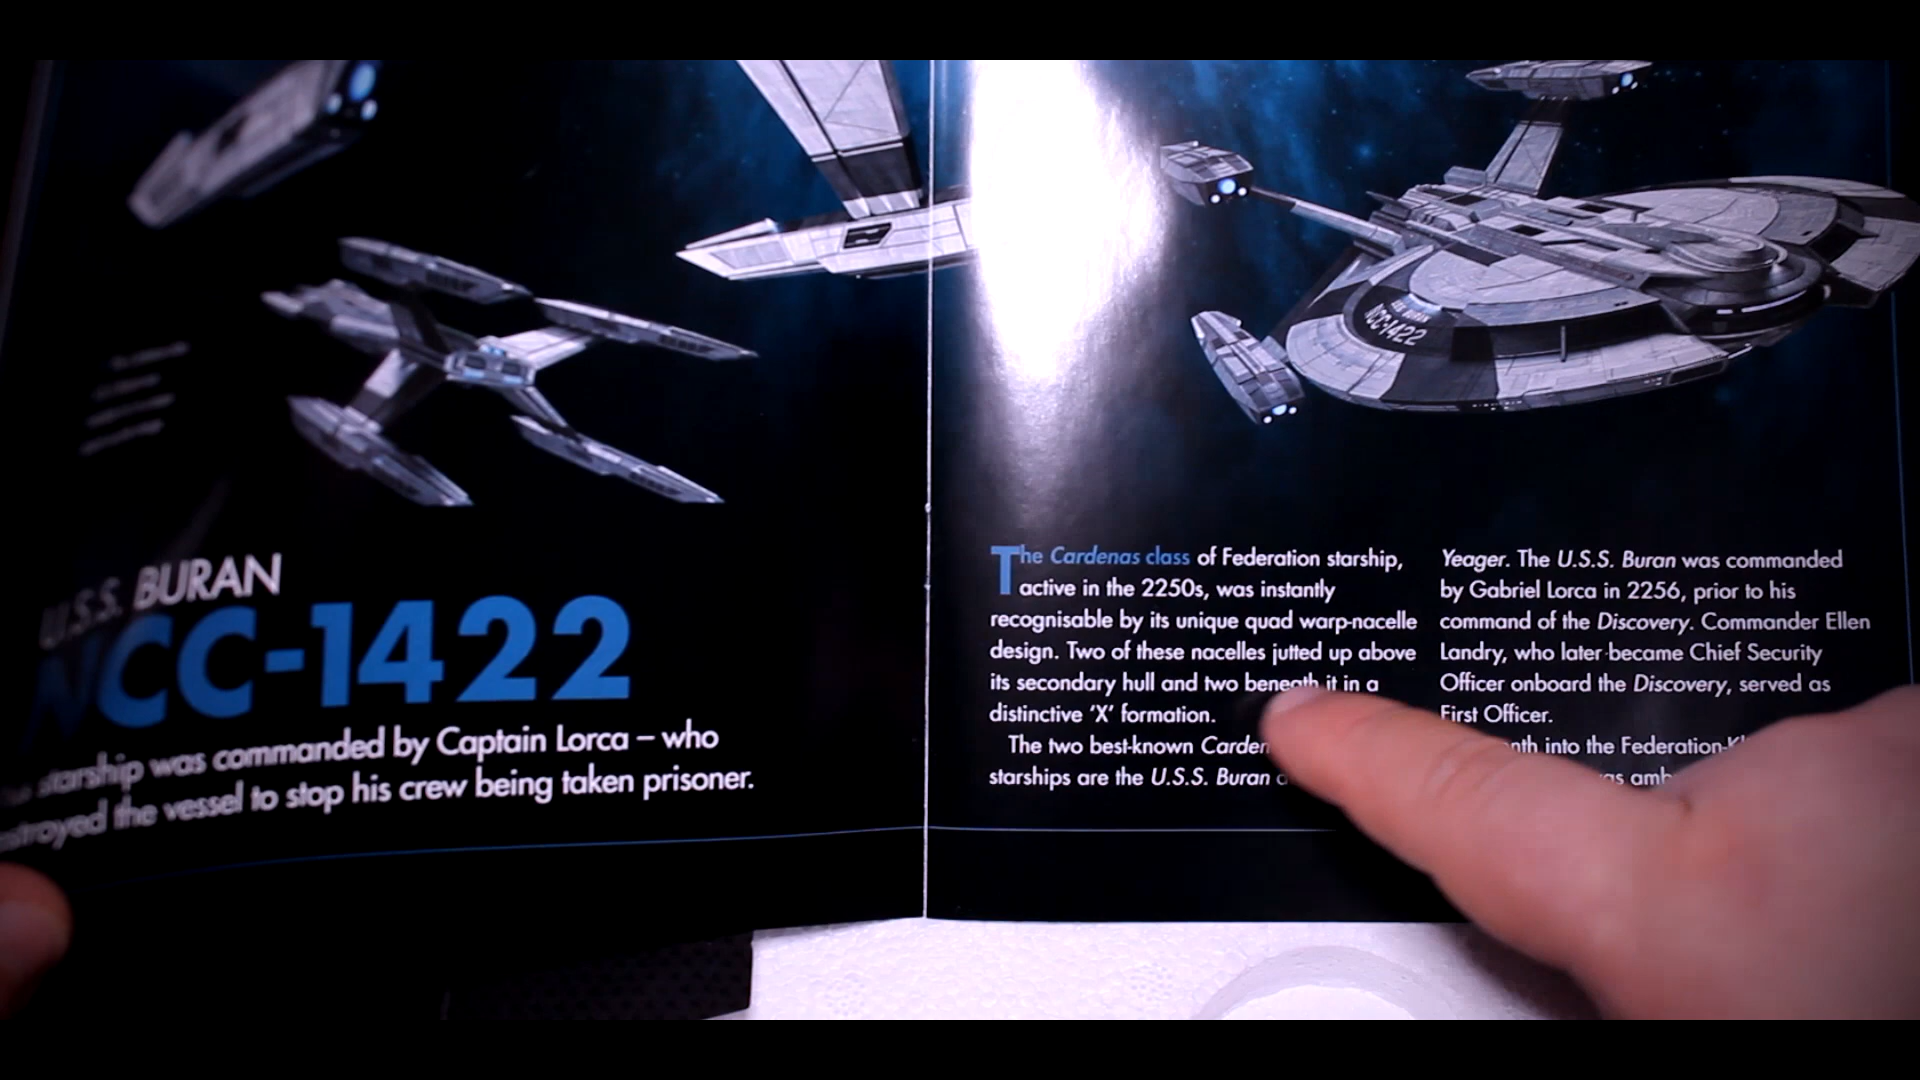 U.S.S. BURAN
NCC-1422
starship was commanded by Captain Lorca – who
the vessel to stop his crew being taken prisoner.
U.S.S. BURAN
NCC-1422
The Cardenas class of Federation starship,
active in the 2250s, was instantly
recognisable by its unique quad warp-nacelle
design. Two of these nacelles jutted up above
its secondary hull and two beneath it in a
distinctive 'X' formation.
The two best-known
starships are the U.S.S. Buran
Yeager. The U.S.S. Buran was commanded
by Gabriel Lorca in 2256, prior to his
command of the Discovery. Commander Ellen
Landry, who later became Chief Security
Officer onboard the Discovery, served as
First Officer.
into the